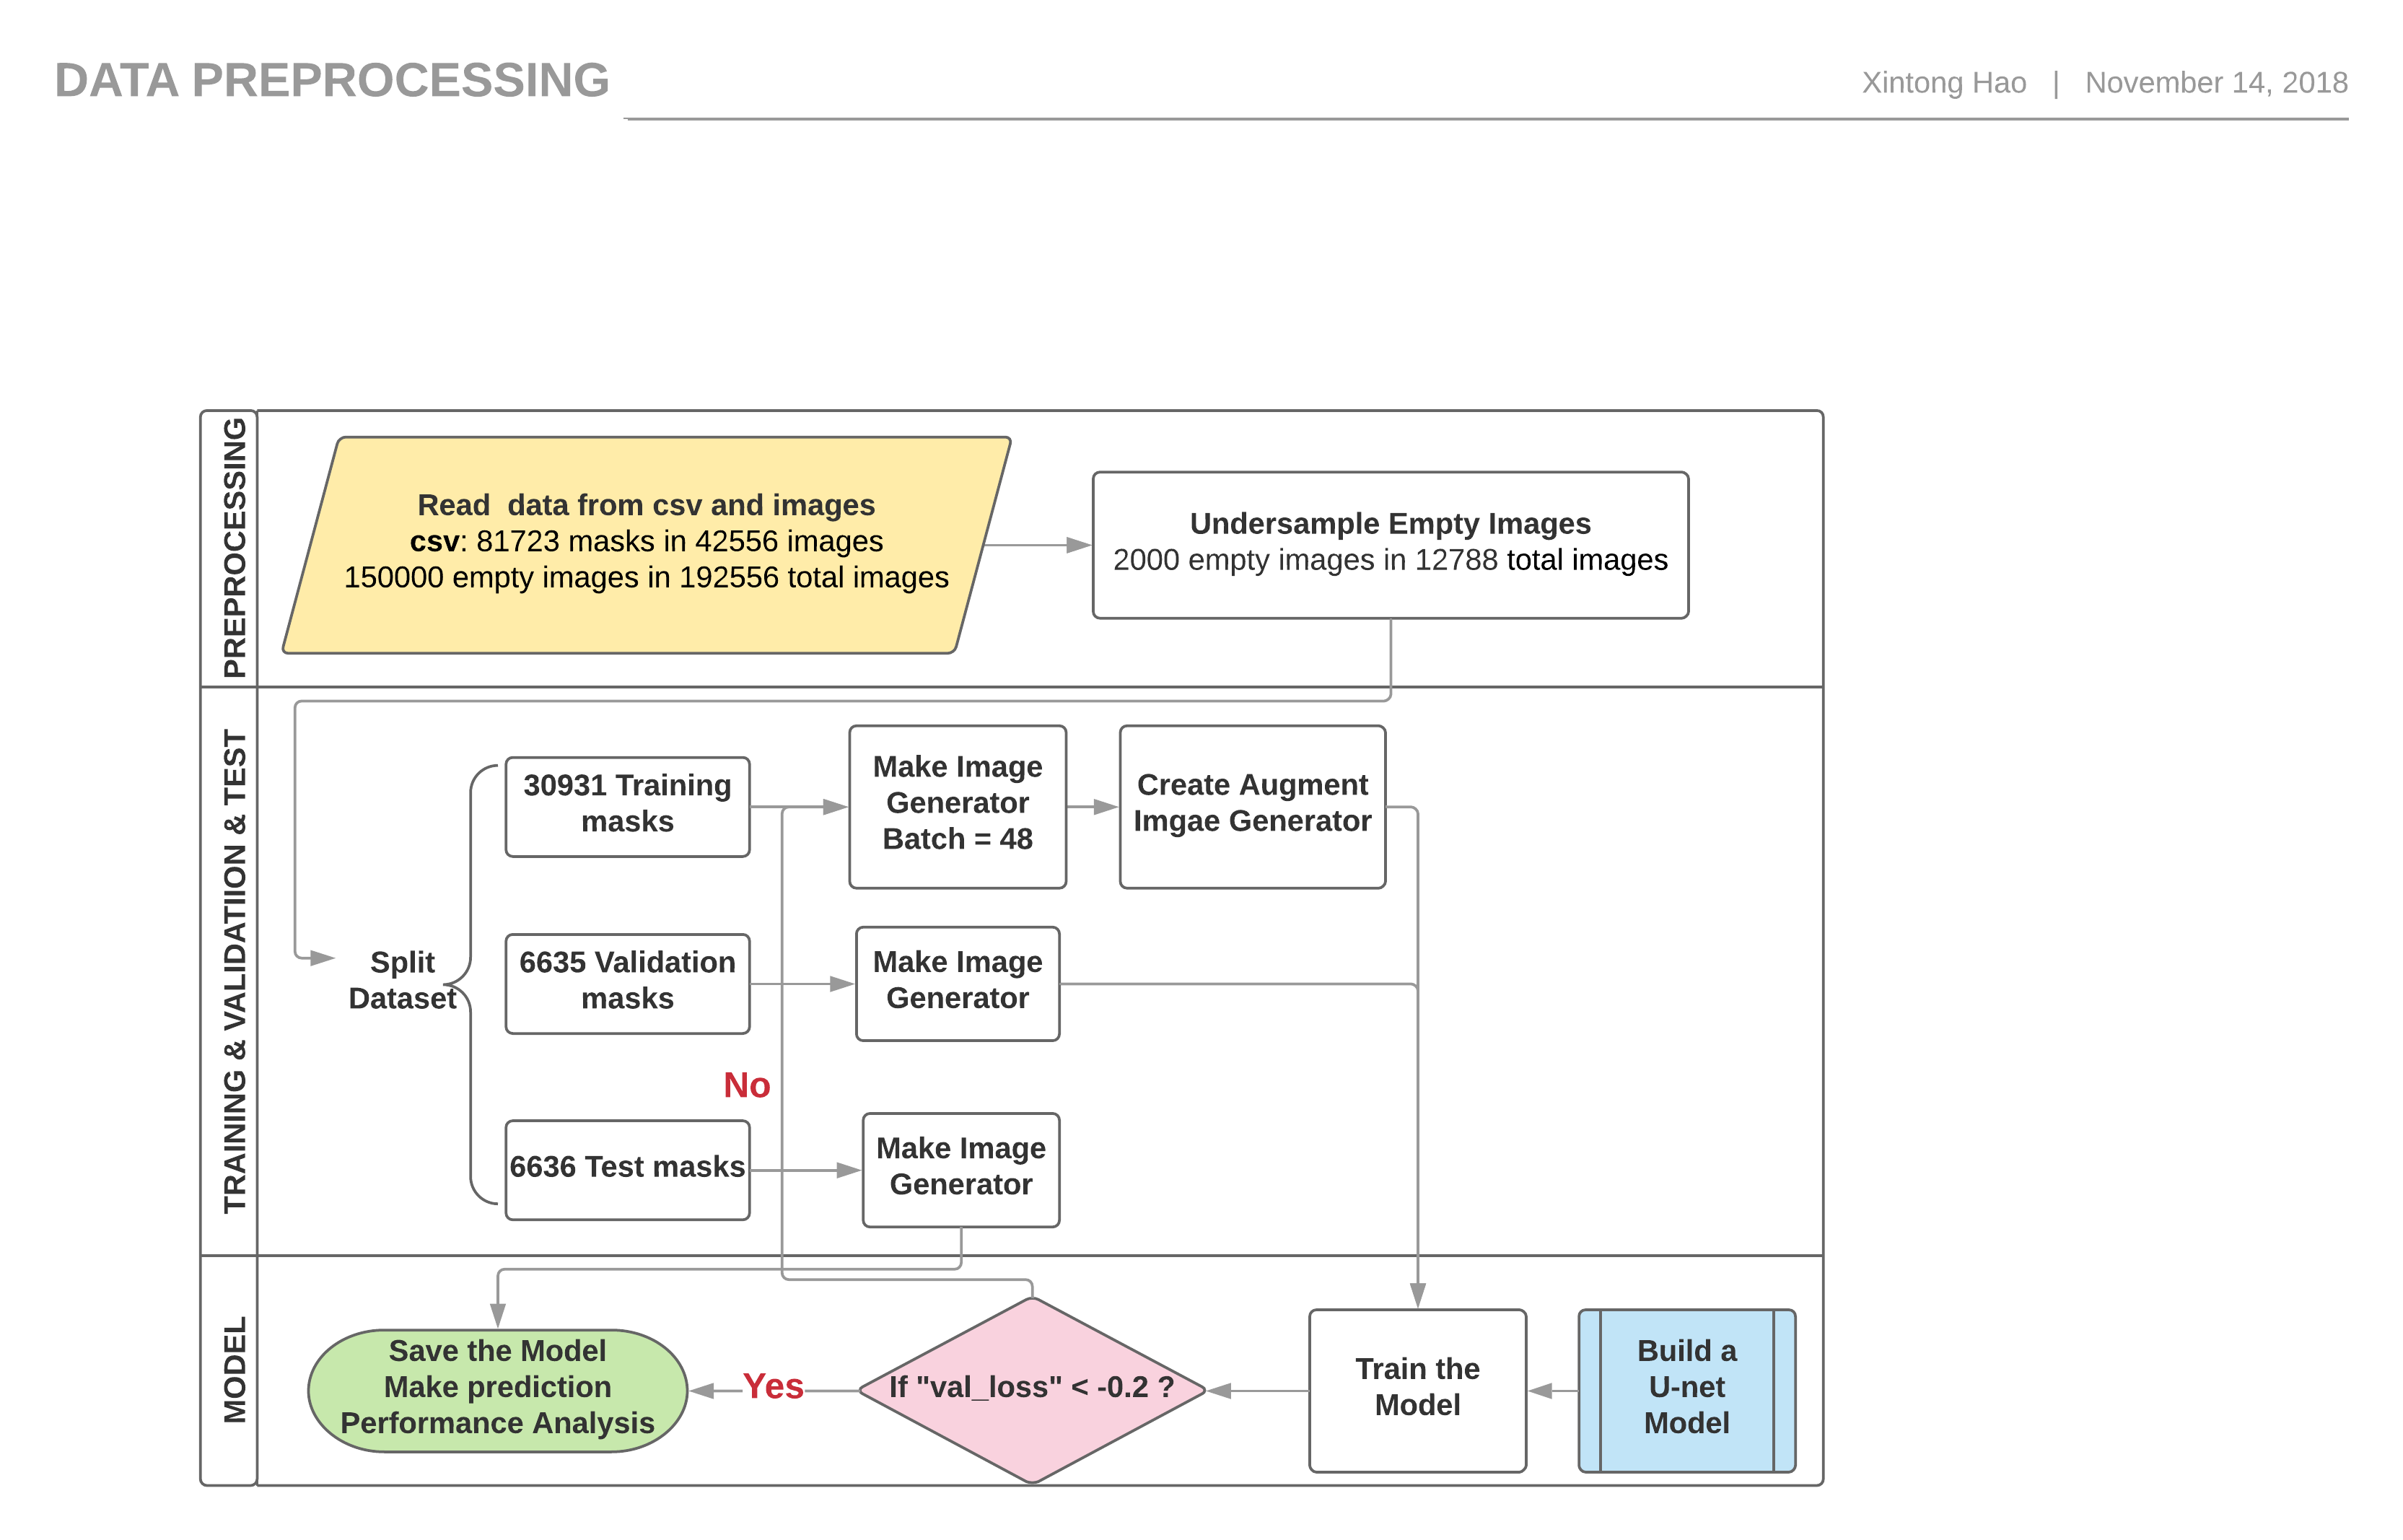 DATA PREPROCESSING
Xintong Hao | November 14, 2018
PREPROCESSING
Read  data from csv and images
csv: 81723 masks in 42556 images
150000 empty images in 192556 total images
Undersample Empty Images
2000 empty images in 12788 total images
TRAINING & VALIDATION & TEST
Split
Dataset
30931 Training
masks
Make Image
Generator
Batch = 48
Create Augment
Imgae Generator
6635 Validation
masks
Make Image
Generator
No
6636 Test masks
Make Image
Generator
MODEL
Save the Model
Make prediction
Performance Analysis
Yes
If "val_loss" < -0.2 ?
Train the
Model
Build a
U-net
Model